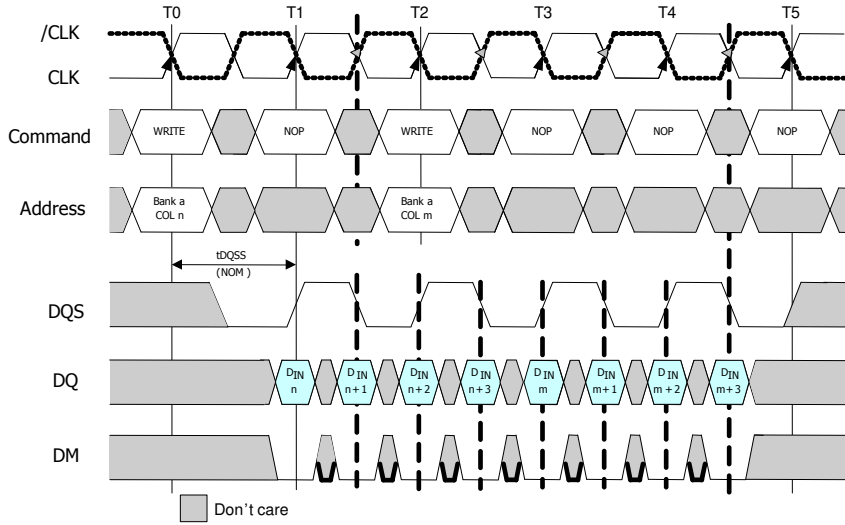 T0 T1 T2 T3 T4 T5
/CLK
CLK
Command WRITE NOP WRITE NOP NOP NOP
Address Bank a COL n Bank a COL m
tDQSS
(NOM )
DQS
DQ DIN n DIN n+1 DIN n+2 DIN n+3 DIN m DIN m+1 DIN m+2 DIN m+3
DM
Don't care